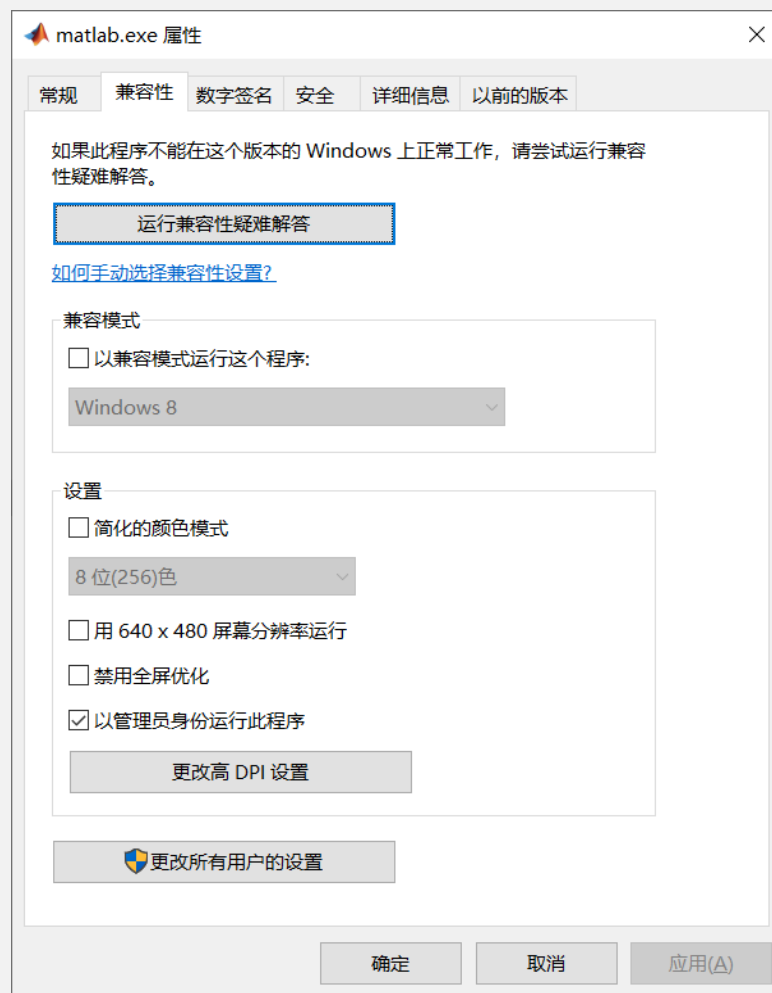 matlab.exe 属性
常规 兼容性 数字签名 安全 详细信息 以前的版本
如果此程序不能在这个版本的 Windows 上正常工作，请尝试运行兼容
性疑难解答。
运行兼容性疑难解答
如何手动选择兼容性设置?
兼容模式
以兼容模式运行这个程序:
Windows 8
设置
简化的颜色模式
8 位(256)色
用 640 x 480 屏幕分辨率运行
禁用全屏优化
以管理员身份运行此程序
更改高 DPI 设置
更改所有用户的设置
确定 取消 应用(A)